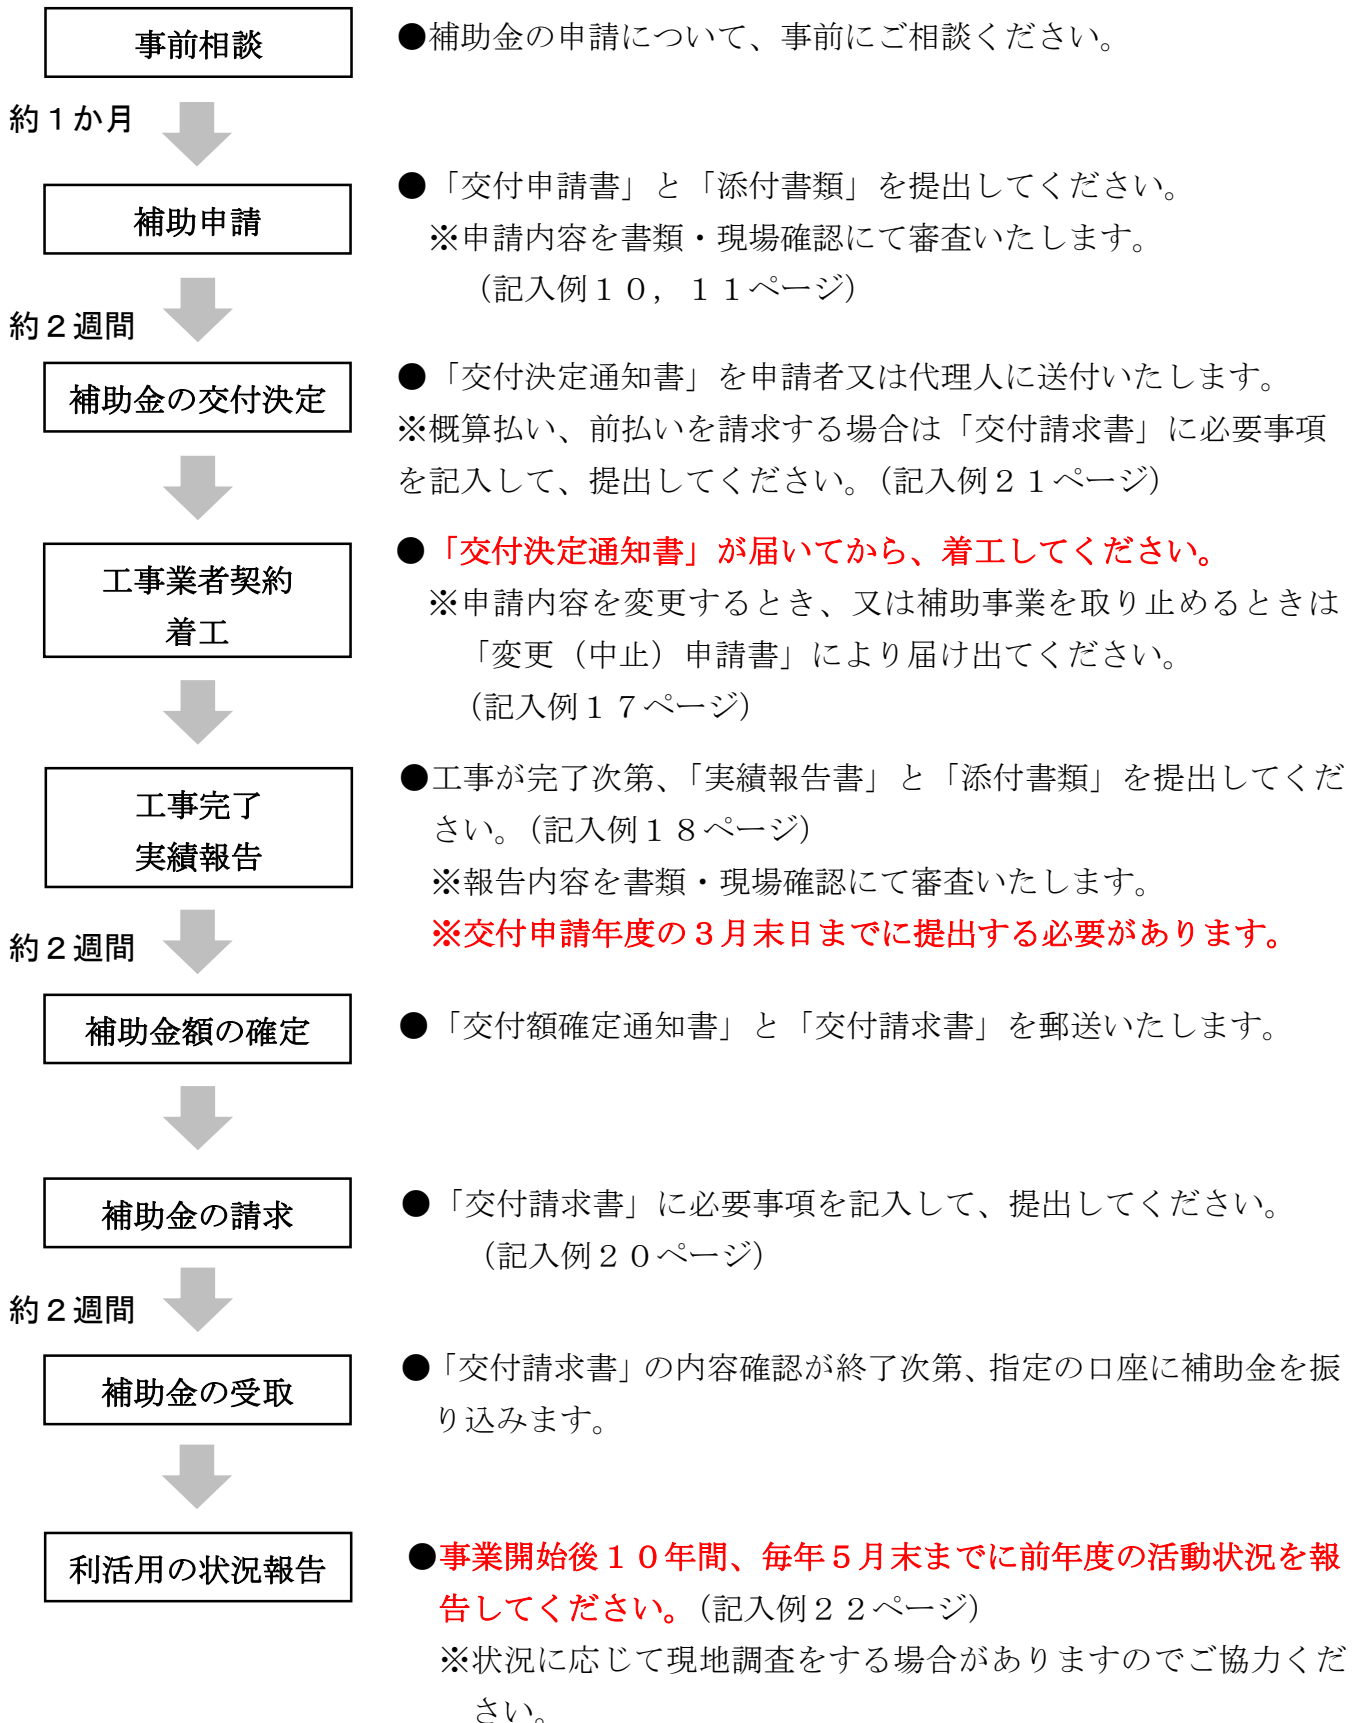 事前相談
●補助金の申請について、事前にご相談ください。
約１か月
補助申請
●「交付申請書」と「添付書類」を提出してください。
※申請内容を書類・現場確認にて審査いたします。
（記入例１０，１１ページ）
約２週間
補助金の交付決定
●「交付決定通知書」を申請者又は代理人に送付いたします。
※概算払い、前払いを請求する場合は「交付請求書」に必要事項
を記入して、提出してください。（記入例２１ページ）
工事業者契約
着工
●「交付決定通知書」が届いてから、着工してください。
※申請内容を変更するとき、又は補助事業を取り止めるときは
「変更（中止）申請書」により届け出てください。
（記入例１７ページ）
工事完了
実績報告
●工事が完了次第、「実績報告書」と「添付書類」を提出してくだ
さい。（記入例１８ページ）
※報告内容を書類・現場確認にて審査いたします。
※交付申請年度の３月末日までに提出する必要があります。
約２週間
補助金額の確定
●「交付額確定通知書」と「交付請求書」を郵送いたします。
補助金の請求
●「交付請求書」に必要事項を記入して、提出してください。
（記入例２０ページ）
約２週間
補助金の受取
●「交付請求書」の内容確認が終了次第、指定の口座に補助金を振
り込みます。
利活用の状況報告
●事業開始後１０年間、毎年５月末までに前年度の活動状況を報
告してください。（記入例２２ページ）
※状況に応じて現地調査をする場合がありますのでご協力くだ
さい。